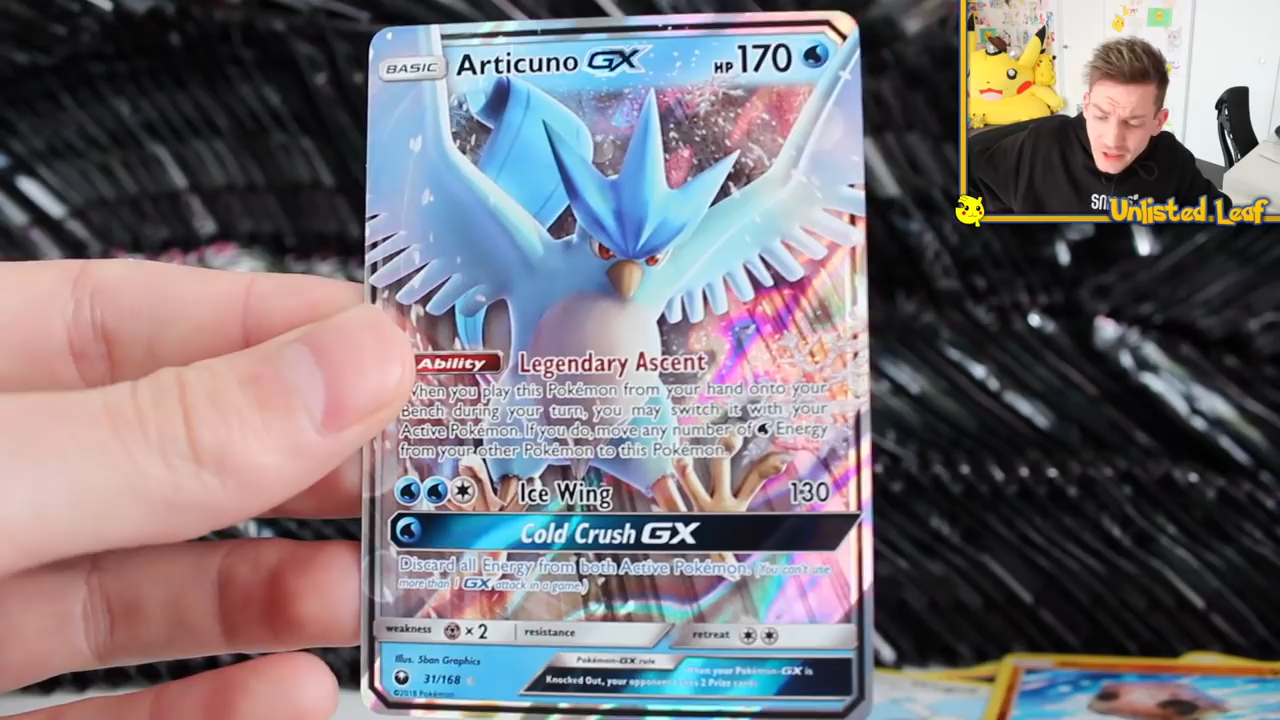 BASIC Articuno GX HP 170
Unlisted Leaf
Ability Legendary Ascent
When you play this Pokémon from your hand onto your
Bench during your turn, you may switch it with your
Active Pokémon. If you do, move any number of Energy
from your other Pokémon to this Pokémon.
Ice Wing 130
Cold Crush GX
Discard all Energy from both Active Pokémon. (You can't use
more than 1 GX attack in a game.)
weakness ×2 resistance retreat
Illus. 5ban Graphics
31/168
©2018 Pokémon
Pokémon-GX rule
When your Pokémon-GX is
Knocked Out, your opponent takes 2 Prize cards.